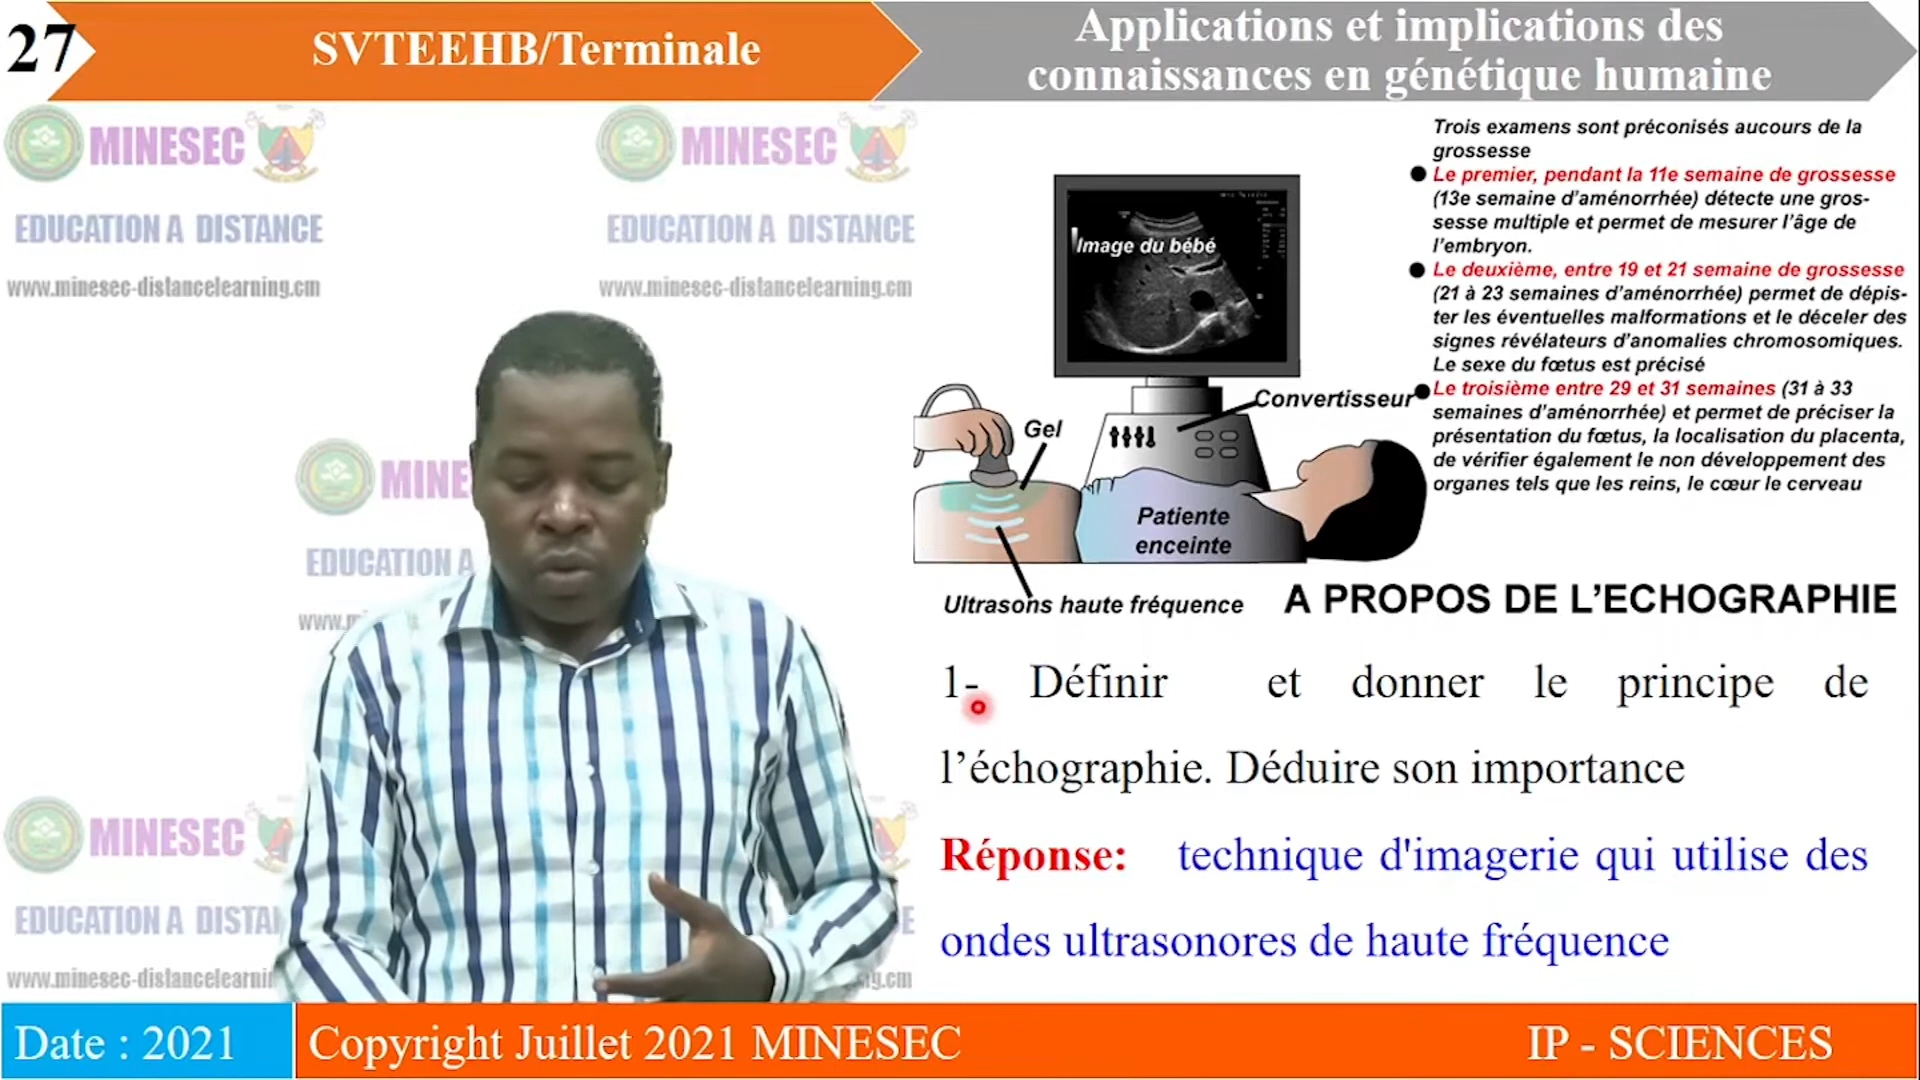 27
SVTEEHB/Terminale
Applications et implications des
connaissances en génétique humaine
MINESEC
EDUCATION A DISTANCE
www.minesec-distancelearning.cm
MINESEC
EDUCATION A DISTANCE
www.minesec-distancelearning.cm
MINE
EDUCATION A
www.m
MINESEC
EDUCATION A DISTA
www.minesec-distancelearnin
E
g.cm
Trois examens sont préconisés aucours de la
grossesse
Le premier, pendant la 11e semaine de grossesse
(13e semaine d'aménorrhée) détecte une gros-
sesse multiple et permet de mesurer l'âge de
l'embryon.
Le deuxième, entre 19 et 21 semaine de grossesse
(21 à 23 semaines d'aménorrhée) permet de dépis-
ter les éventuelles malformations et le déceler des
signes révélateurs d'anomalies chromosomiques.
Le sexe du fœtus est précisé
Le troisième entre 29 et 31 semaines (31 à 33
semaines d'aménorrhée) et permet de préciser la
présentation du fœtus, la localisation du placenta,
de vérifier également le non développement des
organes tels que les reins, le cœur le cerveau
Image du bébé
Convertisseur
Gel
Patiente
enceinte
Ultrasons haute fréquence
A PROPOS DE L'ECHOGRAPHIE
1- Définir et donner le principe de
l'échographie. Déduire son importance
Réponse: technique d'imagerie qui utilise des
ondes ultrasonores de haute fréquence
Date : 2021
Copyright Juillet 2021 MINESEC
IP - SCIENCES